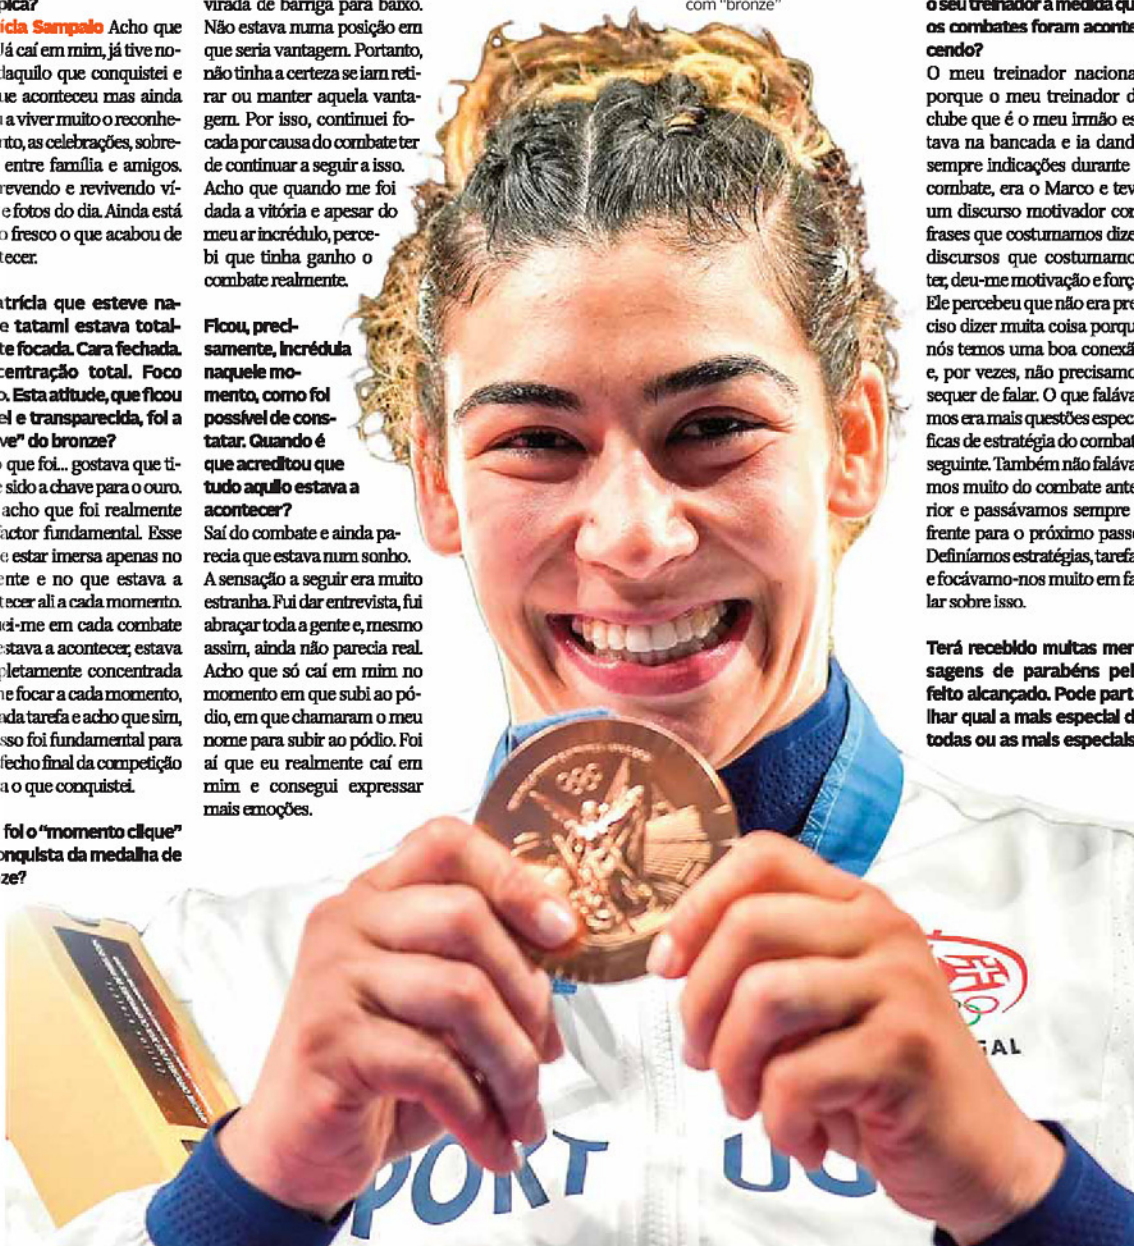 pica?
ícia Sampaio Acho que
Já caí em mim, já tive no-
daquilo que conquistei e
ue aconteceu mas ainda
a viver muito o reconhe-
nto, as celebrações, sobre-
entre família e amigos.
revendo e revivendo ví-
e fotos do dia. Ainda está
o fresco o que acabou de
tecer.
atrícia que esteve na-
e tatami estava total-
te focada. Cara fechada.
centração total. Foco
o. Esta atitude, que ficou
el e transparecida, foi a
ve" do bronze?
que foi... gostava que ti-
e sido a chave para o ouro.
acho que foi realmente
factor fundamental. Esse
e estar imersa apenas no
ente e no que estava a
tecer ali a cada momento.
uei-me em cada combate
estava a acontecer, estava
pletamente concentrada
ne focar a cada momento,
ada tarefa e acho que sim,
sso foi fundamental para
fecho final da competição
a o que conquistei.
foi o "momento clique"
onquista da medalha de
ze?
virada de barriga para baixo.
Não estava numa posição em
que seria vantagem. Portanto,
não tinha a certeza se iam reti-
rar ou manter aquela vanta-
gem. Por isso, continuei fo-
cada por causa do combate ter
de continuar a seguir a isso.
Acho que quando me foi
dada a vitória e apesar do
meu ar incrédulo, perce-
bi que tinha ganho o
combate realmente.
Ficou, preci-
samente, incrédula
naquele mo-
mento, como foi
possível de cons-
tatar. Quando é
que acreditou que
tudo aquilo estava a
acontecer?
Saí do combate e ainda pa-
recia que estava num sonho.
A sensação a seguir era muito
estranha. Fui dar entrevista, fui
abraçar toda a gente e, mesmo
assim, ainda não parecia real.
Acho que só caí em mim no
momento em que subi ao pó-
dio, em que chamaram o meu
nome para subir ao pódio. Foi
aí que eu realmente caí em
mim e consegui expressar
mais emoções.
com "bronze"
o seu treinador à medida qu
os combates foram aconte
cendo?
O meu treinador naciona
porque o meu treinador d
clube que é o meu irmão es
tava na bancada e ia dand
sempre indicações durante
combate, era o Marco e tev
um discurso motivador con
frases que costumamos dize
discursos que costumamo
ter, deu-me motivação e forç
Ele percebeu que não era pre
ciso dizer muita coisa porqu
nós temos uma boa conexã
e, por vezes, não precisamo
sequer de falar. O que faláva
mos era mais questões especí
ficas de estratégia do combat
seguinte. Também não faláva
mos muito do combate ante
rior e passávamos sempre
frente para o próximo passo
Definíamos estratégias, tarefa
e focávamo-nos muito em fa
lar sobre isso.
Terá recebido muitas men
sagens de parabéns pel
feito alcançado. Pode part
lhar qual a mais especial d
todas ou as mais especiais
GAL
PORT UG